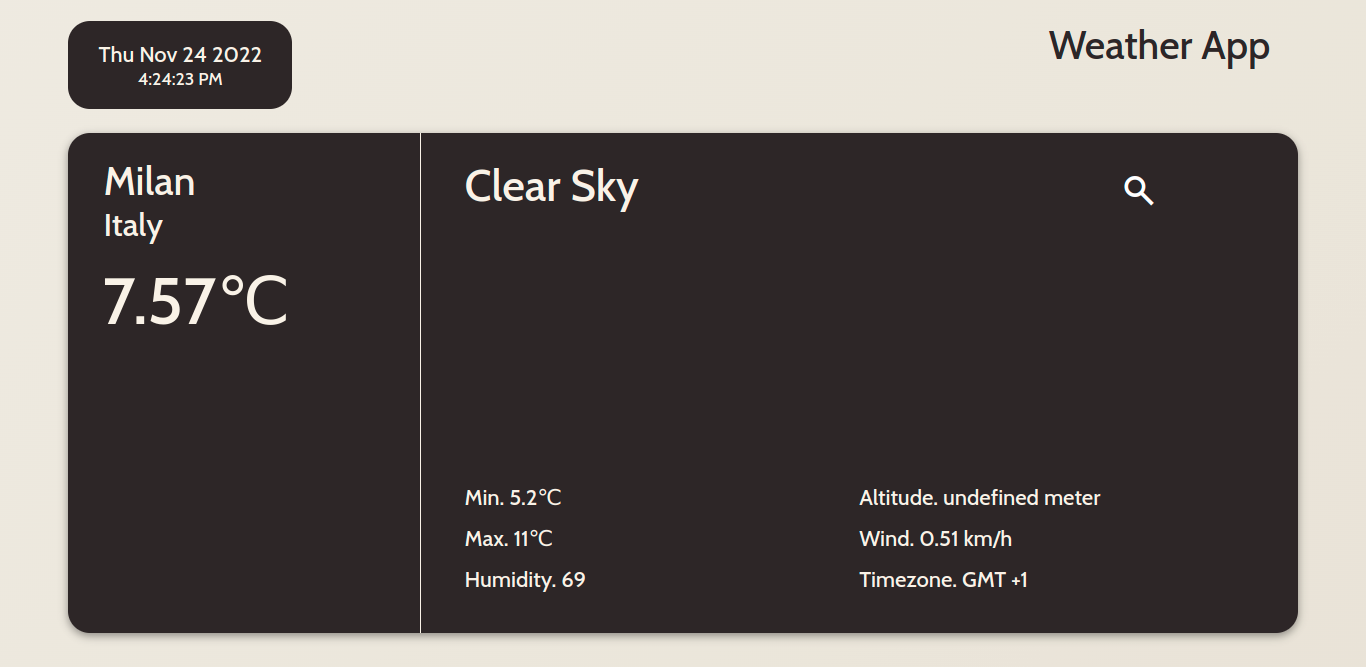 Thu Nov 24 2022
4:24:23 PM
Weather App
Milan
Italy
7.57°C
Clear Sky
Min. 5.2°C
Max. 11°C
Humidity. 69
Altitude. undefined meter
Wind. 0.51 km/h
Timezone. GMT +1